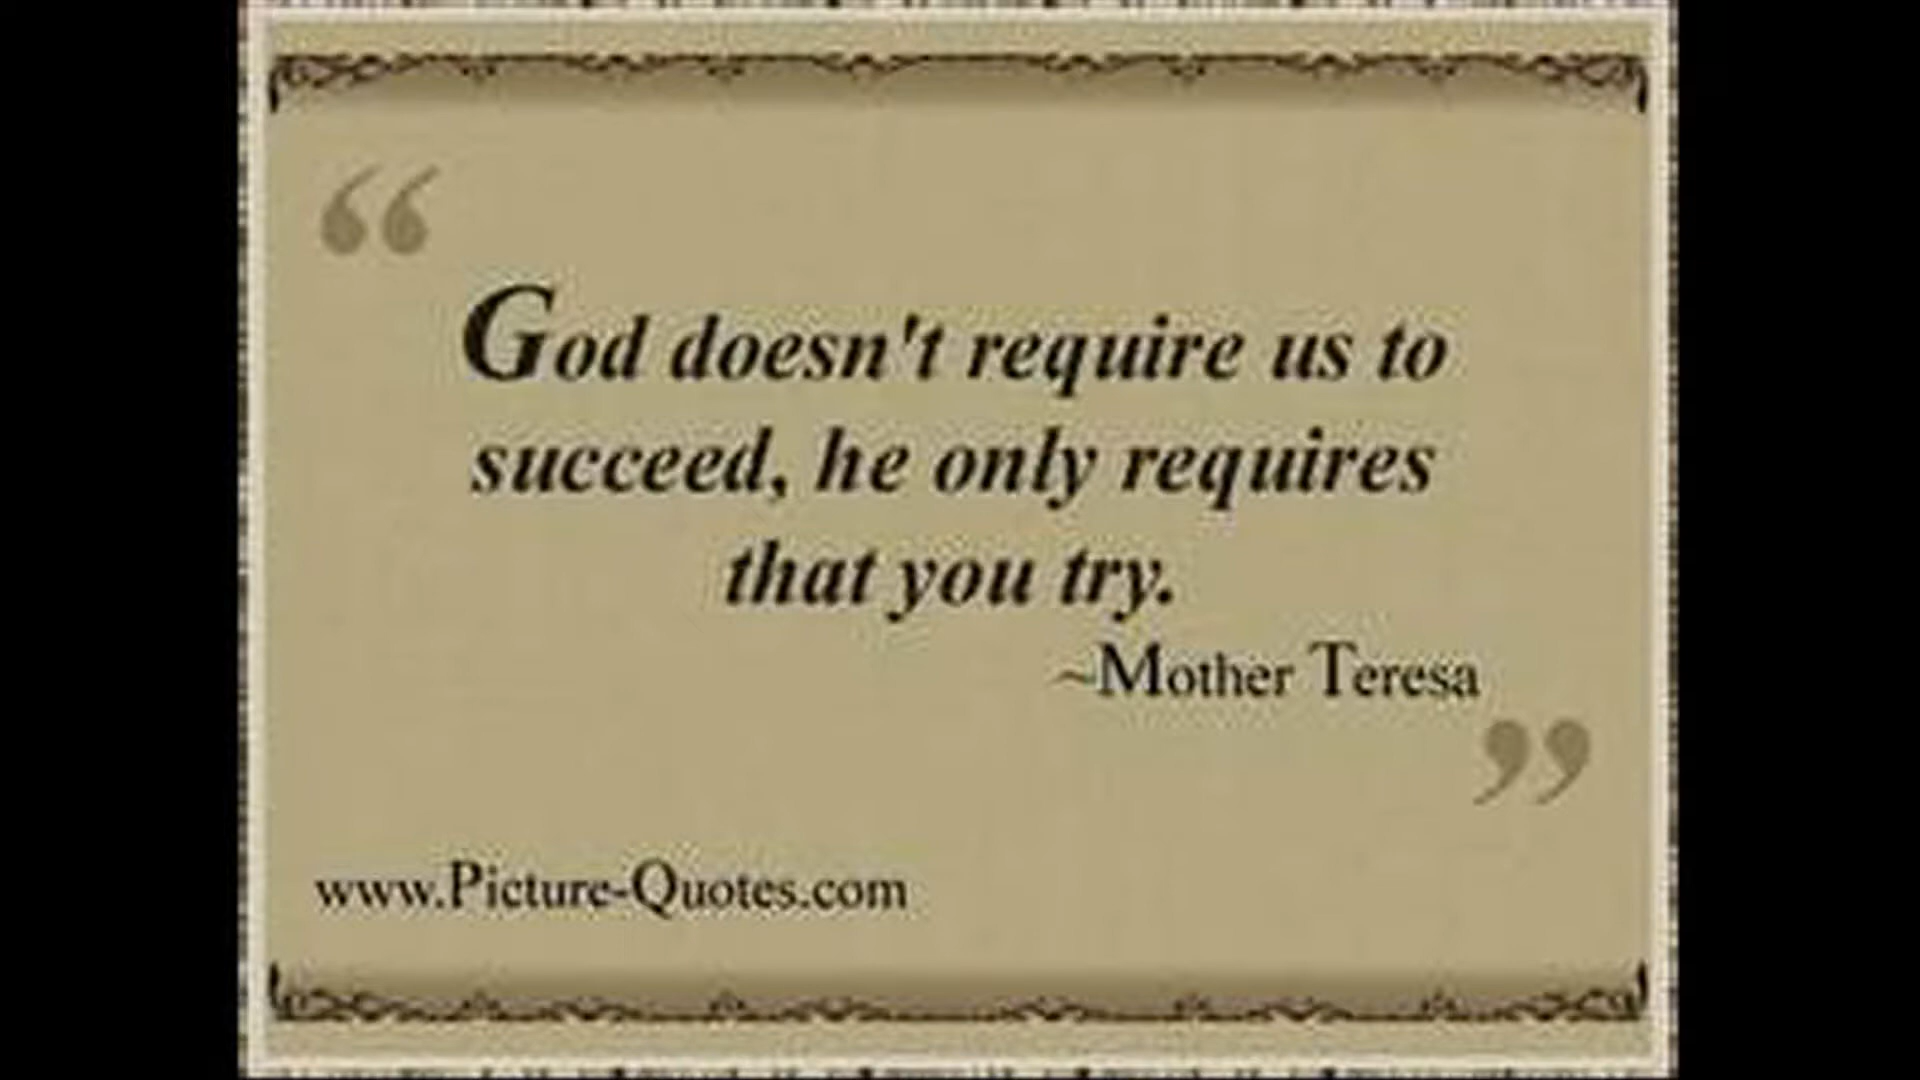 “
God doesn't require us to
succeed, he only requires
that you try.
~Mother Teresa
”
www.Picture-Quotes.com